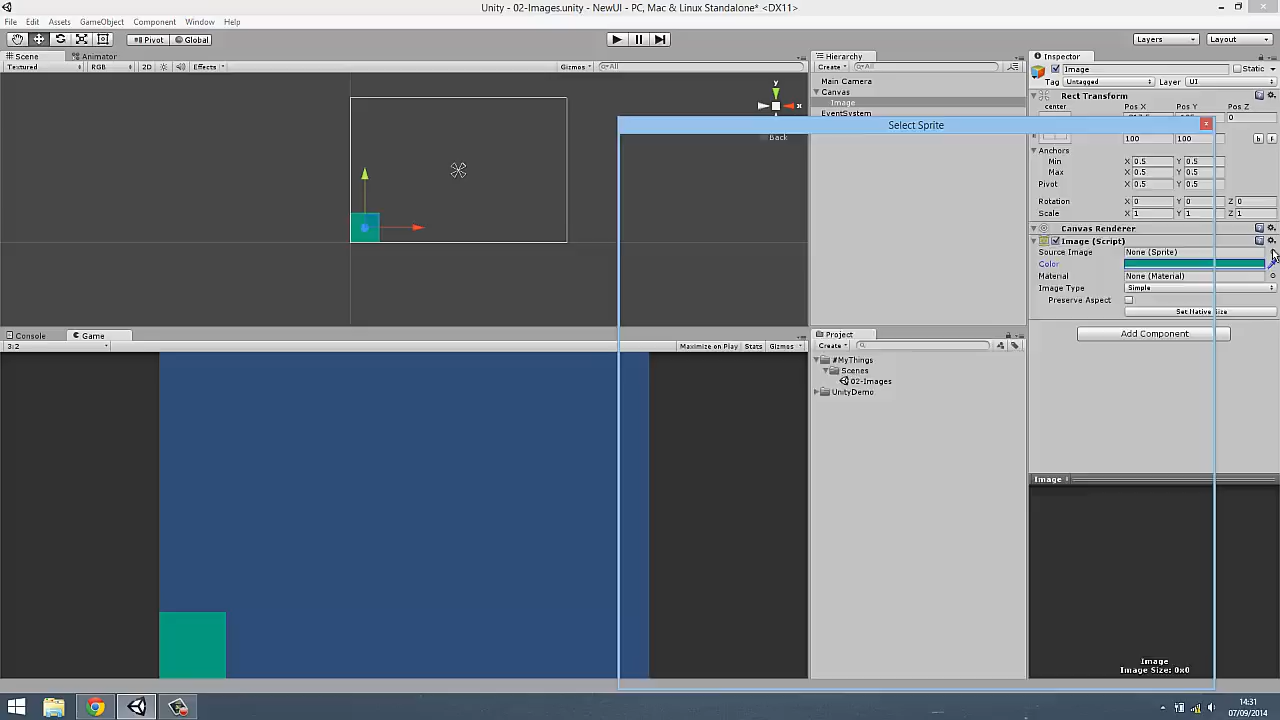 Unity - 02-Images.unity - NewUI - PC, Mac & Linux Standalone* <DX11>
File Edit Assets GameObject Component Window Help
Pivot Global Layers Layout
Scene Animator
Textured RGB 2D Effects Gizmos All
Hierarchy
Create All
Main Camera
Canvas
Image
EventSystem
Inspector
Image Static
Tag Untagged Layer UI
Rect Transform
center Pos X Pos Y Pos Z
0
100 100
Anchors
Min X 0.5 Y 0.5
Max X 0.5 Y 0.5
Pivot X 0.5 Y 0.5
Rotation X 0 Y 0 Z 0
Scale X 1 Y 1 Z 1
Canvas Renderer
Image (Script)
Source Image None (Sprite)
Color
Material None (Material)
Image Type Simple
Preserve Aspect
Set Native Size
Add Component
Select Sprite
y
x
Back
Console Game
3:2 Maximize on Play Stats Gizmos
Project
Create
#MyThings
Scenes
02-Images
UnityDemo
Image
Image
Image Size: 0x0
14:31
07/09/2014